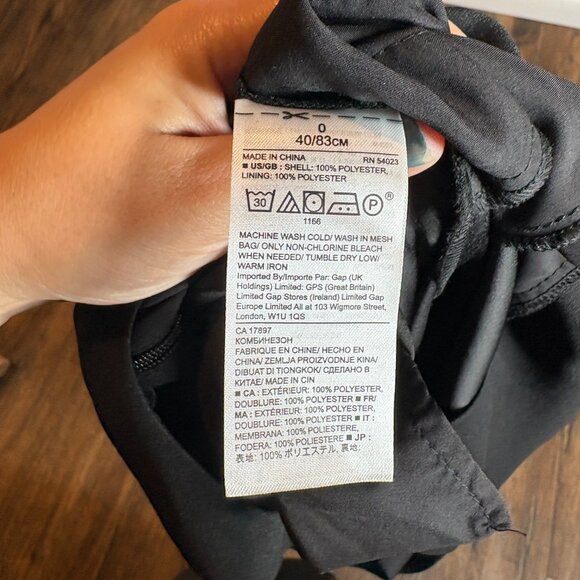 0
40/83CM
MADE IN CHINA RN 54023
■ US/GB : SHELL: 100% POLYESTER,
LINING: 100% POLYESTER
30 P ®
1166
MACHINE WASH COLD/ WASH IN MESH
BAG/ ONLY NON-CHLORINE BLEACH
WHEN NEEDED/ TUMBLE DRY LOW/
WARM IRON
Imported By/Importe Par: Gap (UK
Holdings) Limited: GPS (Great Britain)
Limited Gap Stores (Ireland) Limited Gap
Europe Limited All at 103 Wigmore Street,
London, W1U 1QS
CA 17897
КОМБИНЕЗОН
FABRIQUE EN CHINE/ HECHO EN
CHINA/ ZEMLJA PROIZVODNJE KINA/
DIBUAT DI TIONGKOK/ СДЕЛАНО В
КИТАЕ/ MADE IN CIN
■ CA : EXTÉRIEUR: 100% POLYESTER,
DOUBLURE: 100% POLYESTER ■ FR/
MA : EXTÉRIEUR: 100% POLYESTER,
DOUBLURE: 100% POLYESTER ■ IT :
MEMBRANA: 100% POLIESTERE,
FODERA: 100% POLIESTERE ■ JP :
表地: 100% ポリエステル, 裏地: